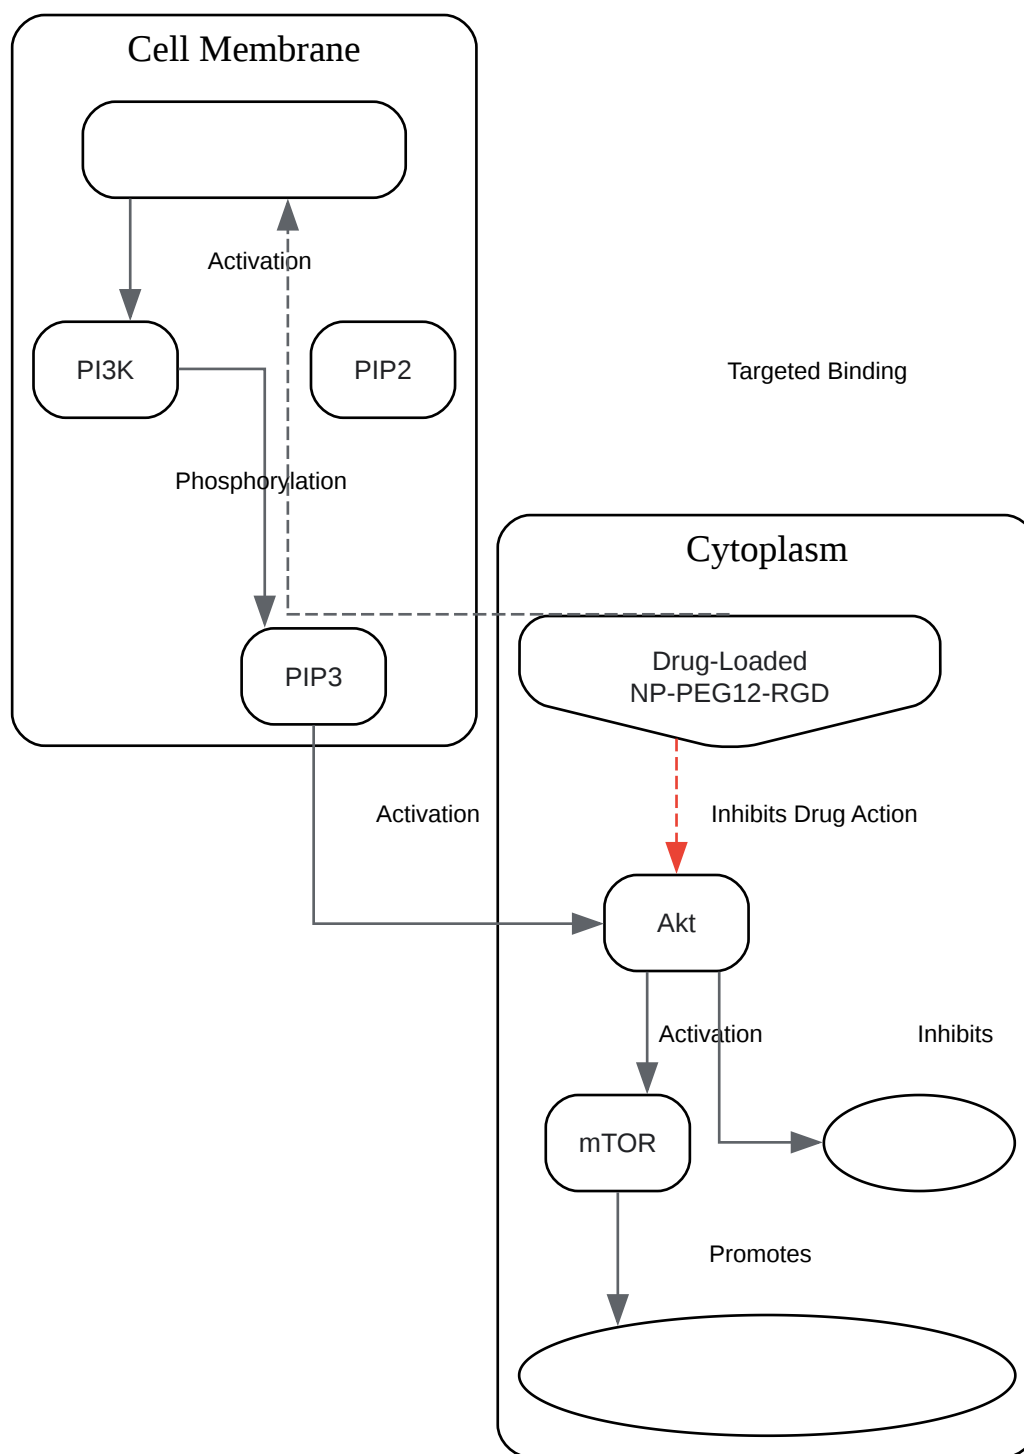 Cell Membrane
Activation
PI3K
PIP2
Targeted Binding
Phosphorylation
Cytoplasm
PIP3
Drug-Loaded
NP-PEG12-RGD
Activation
Inhibits Drug Action
Akt
Activation
Inhibits
mTOR
Promotes